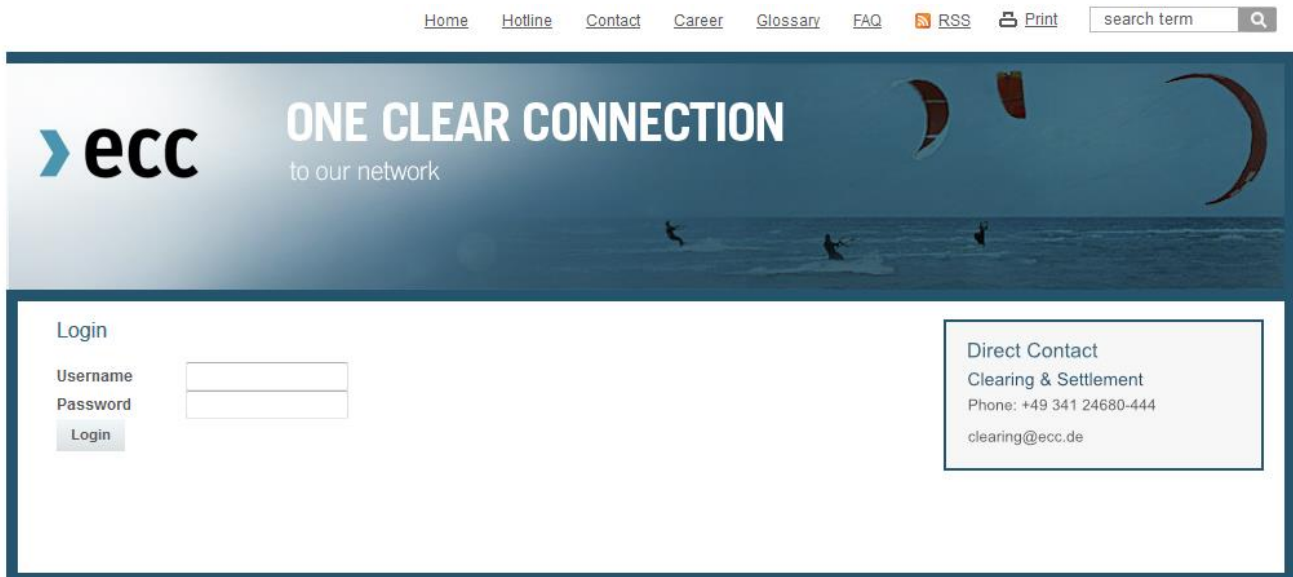 Home Hotline Contact Career Glossary FAQ RSS Print search term
ecc
ONE CLEAR CONNECTION
to our network
Login
Username
Password
Login
Direct Contact
Clearing & Settlement
Phone: +49 341 24680-444
clearing@ecc.de